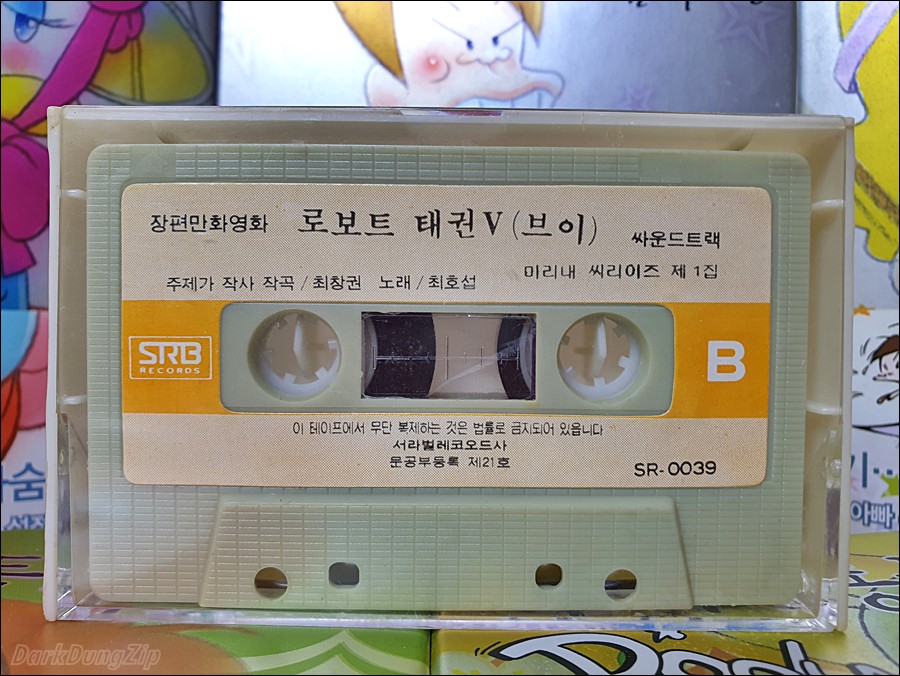 장편만화영화 로보트 태권V (브이) 싸운드트랙
주제가 작사 작곡 / 최창권 노래 / 최호섭 미리내 씨리이즈 제 1집
SRB
RECORDS
B
이 테이프에서 무단 복제하는 것은 법률로 금지되어 있읍니다
서라벌레코오드사
문공부등록 제21호
SR-0039
아빠
DarkDungZip